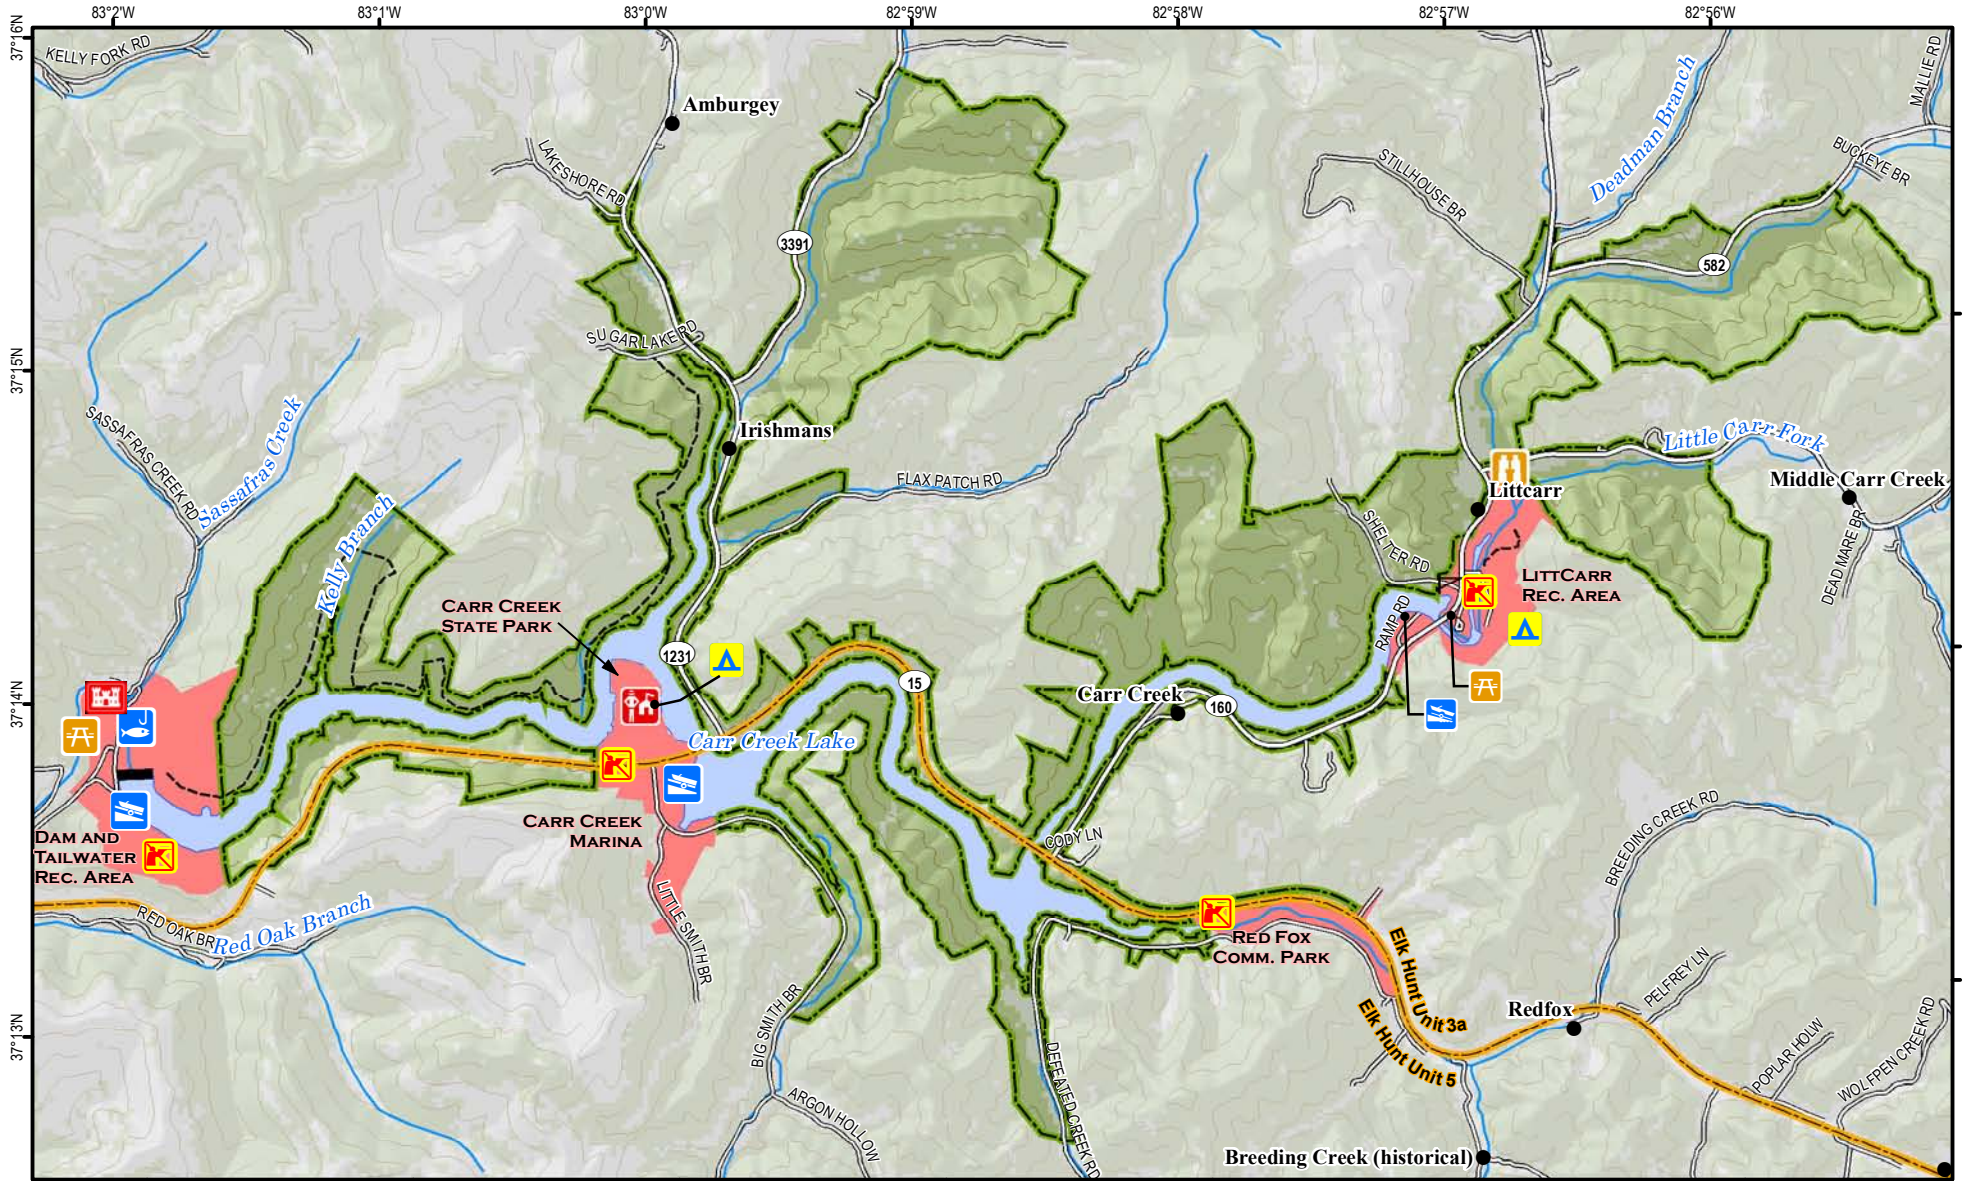 83°2'W
83°1'W
83°0'W
82°59'W
82°58'W
82°57'W
82°56'W
37°16'N
37°15'N
37°14'N
37°13'N
KELLY FORK RD
Amburgey
LAKESHORE RD
3391
Deadman Branch
MALLIE RD
STILLHOUSE BR
BUCKEYE BR
582
SU GAR LAKE RD
Irishmans
SASSAFRAS CREEK RD
Sassafras Creek
Kelly Branch
FLAX PATCH RD
Little Carr Fork
Middle Carr Creek
Littcarr
SHELTER RD
DEAD MARE BR
LITTCARR
REC. AREA
RAMP RD
CARR CREEK
STATE PARK
1231
15
Carr Creek
160
Carr Creek Lake
CARR CREEK
MARINA
DAM AND
TAILWATER
REC. AREA
CODY LN
BREEDING CREEK RD
RED OAK BR
Red Oak Branch
LITTLE SMITH BR
RED FOX
COMM. PARK
Elk Hunt Unit 3a
Elk Hunt Unit 5
Redfox
PELFREY LN
BIG SMITH BR
DEFEATED CREEK RD
POPLAR HOLW
WOLFPEN CREEK RD
ARGON HOLLOW
Breeding Creek (historical)